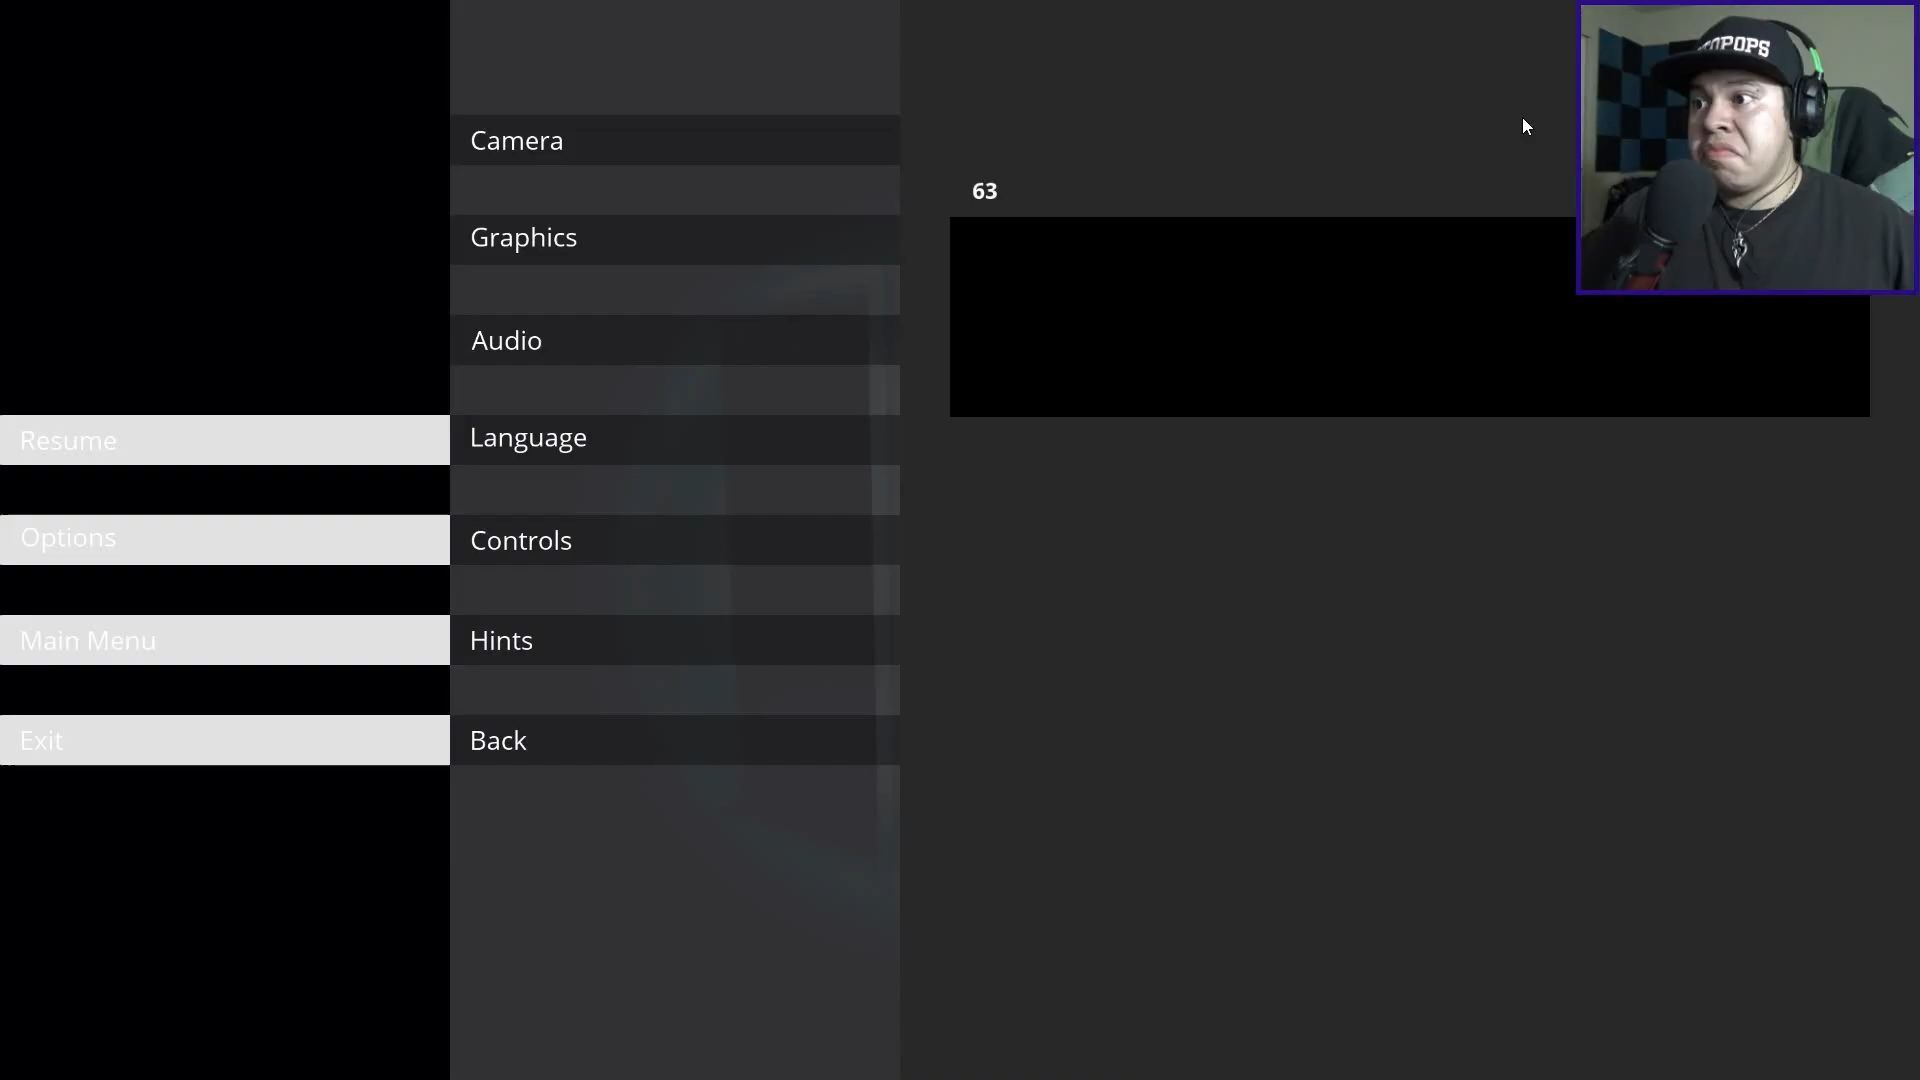 Camera
63
Graphics
Audio
Resume
Language
Options
Controls
Main Menu
Hints
Exit
Back